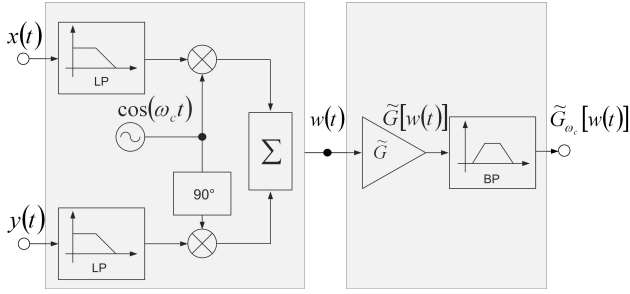 x(t)
LP
cos(ω_c t)
90°
y(t)
LP
∑
w(t)
G̃
G̃[w(t)]
BP
G̃_{ω_c}[w(t)]